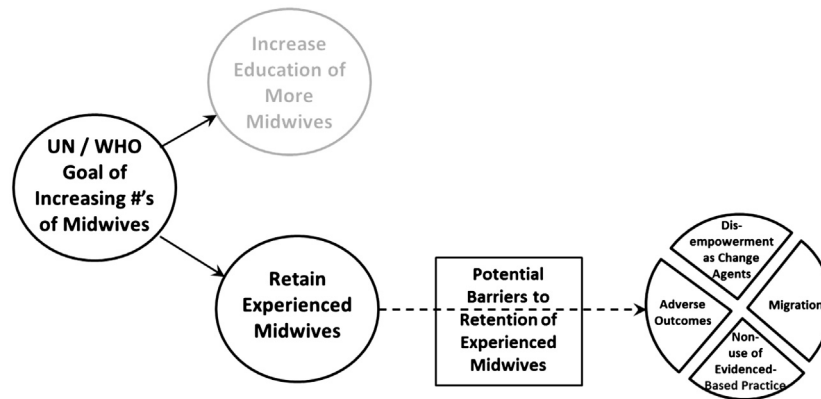 Increase
Education of
More
Midwives
UN / WHO
Goal of
Increasing #'s
of Midwives
Retain
Experienced
Midwives
Potential
Barriers to
Retention of
Experienced
Midwives
Dis-
empowerment
as Change
Agents
Adverse
Outcomes
Migration
Non-
use of
Evidenced-
Based Practice